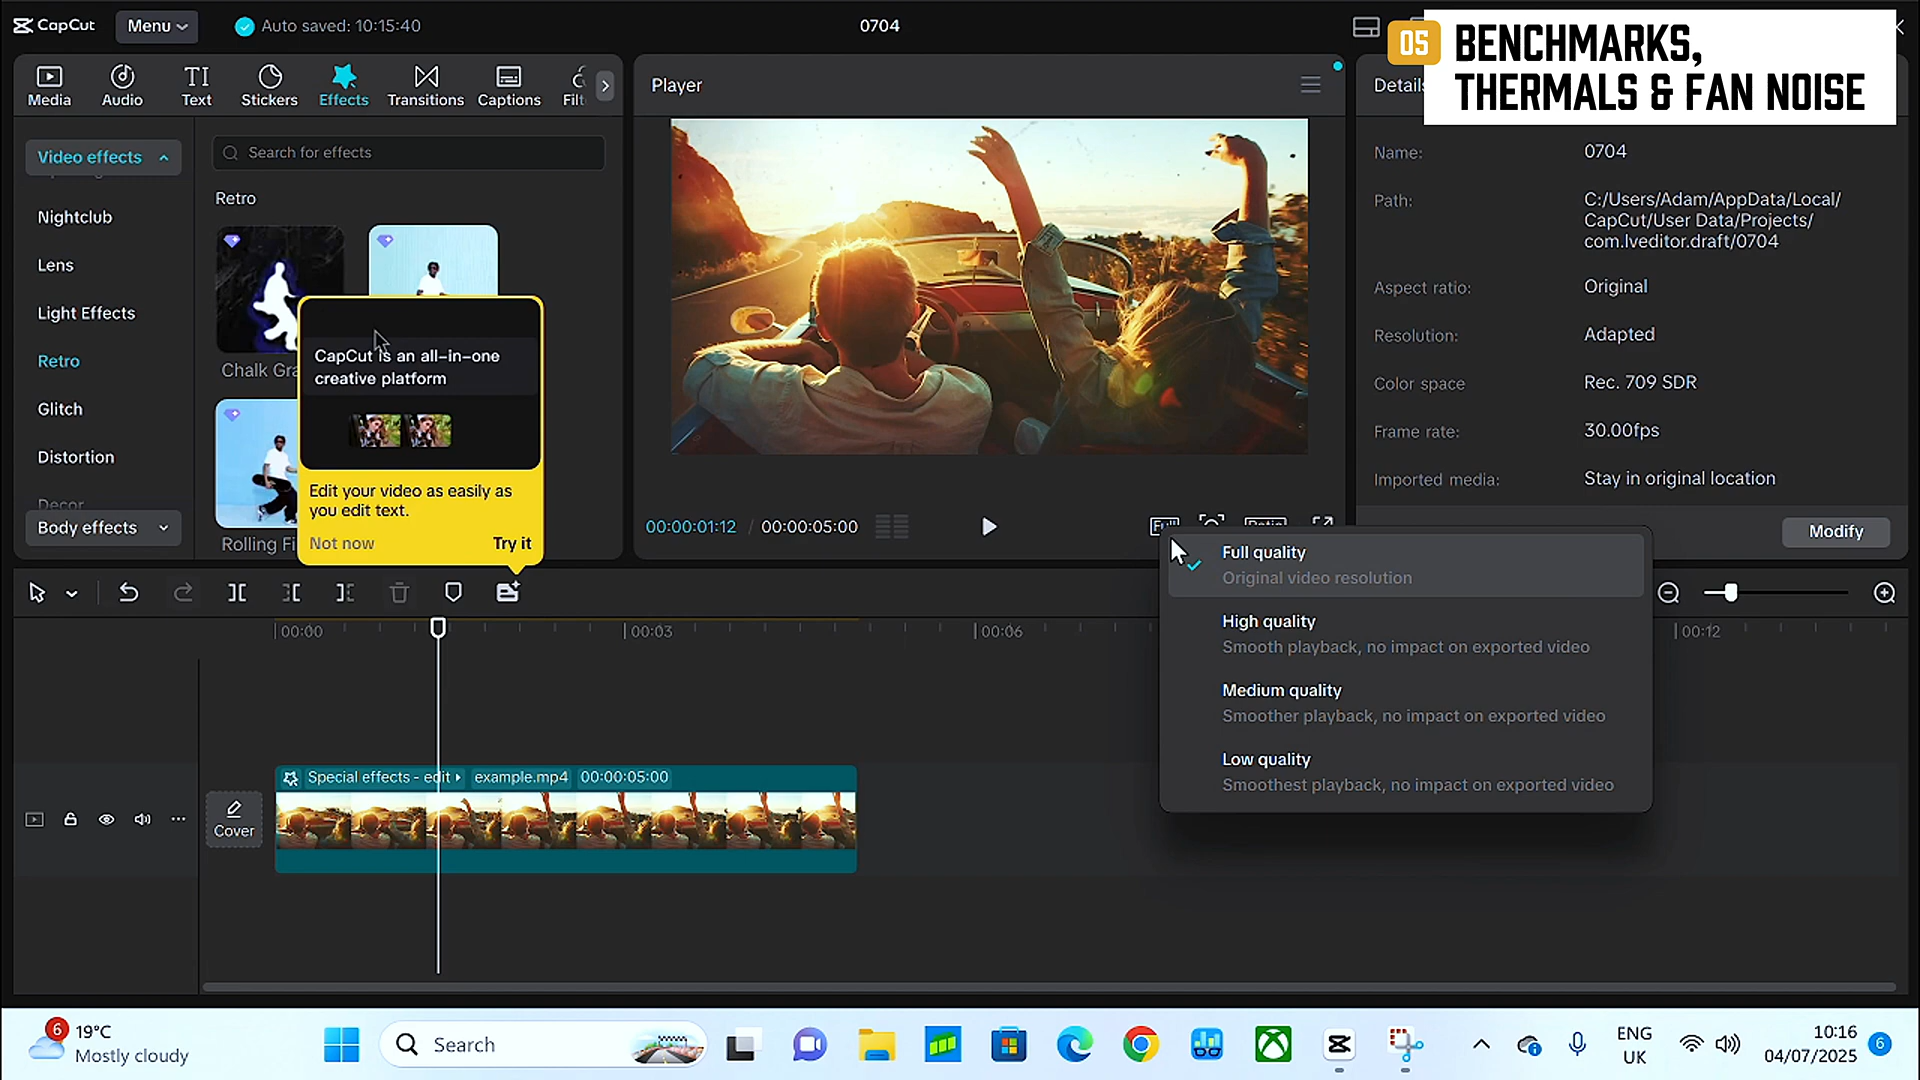 CapCut
Menu
Auto saved: 10:15:40
0704
05
BENCHMARKS,
THERMALS & FAN NOISE
Media
Audio
Text
Stickers
Effects
Transitions
Captions
Filt
Video effects
Nightclub
Lens
Light Effects
Retro
Glitch
Distortion
Decor
Body effects
Search for effects
Retro
Chalk Gra
Rolling Fi
CapCut is an all-in-one
creative platform
Edit your video as easily as
you edit text.
Not now
Try it
Player
00:00:01:12 / 00:00:05:00
Full
Ratio
Details
Name: 0704
Path: C:/Users/Adam/AppData/Local/
CapCut/User Data/Projects/
com.lveditor.draft/0704
Aspect ratio: Original
Resolution: Adapted
Color space Rec. 709 SDR
Frame rate: 30.00fps
Imported media: Stay in original location
Modify
Full quality
Original video resolution
High quality
Smooth playback, no impact on exported video
Medium quality
Smoother playback, no impact on exported video
Low quality
Smoothest playback, no impact on exported video
00:00
00:03
00:06
00:12
Cover
Special effects - edit
example.mp4
00:00:05:00
6
19°C
Mostly cloudy
Search
ENG
UK
10:16
04/07/2025
6